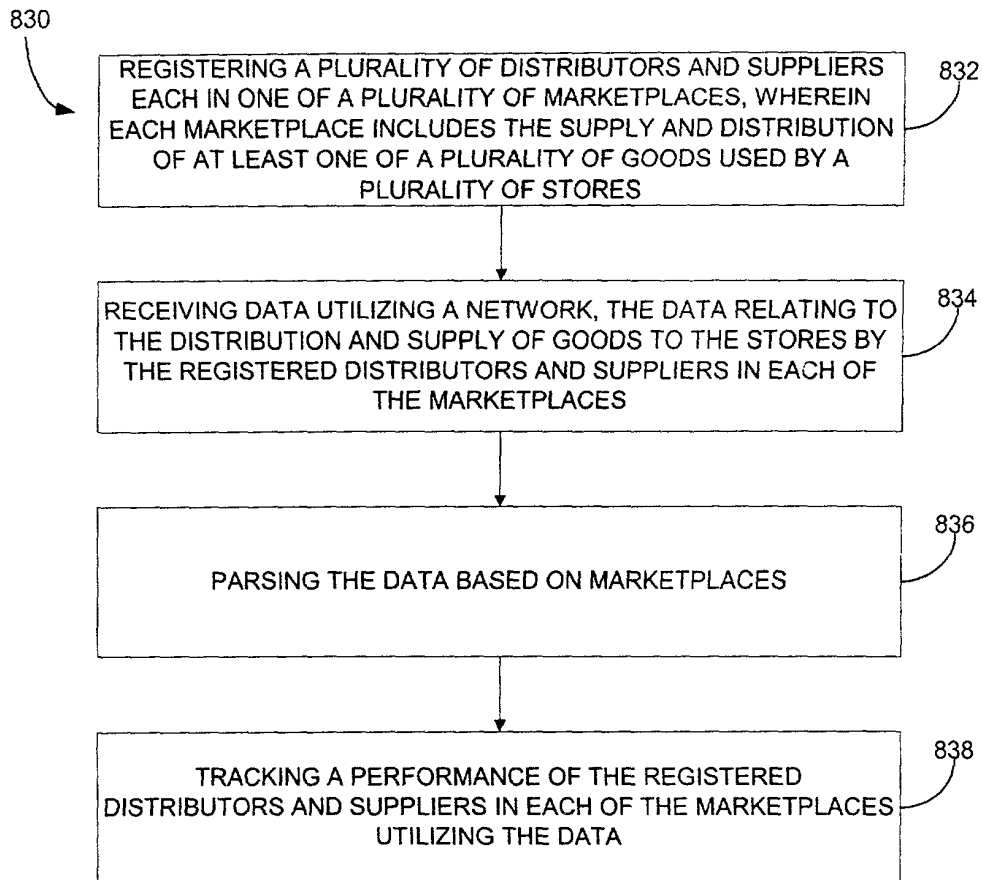 830
REGISTERING A PLURALITY OF DISTRIBUTORS AND SUPPLIERS
EACH IN ONE OF A PLURALITY OF MARKETPLACES, WHEREIN
EACH MARKETPLACE INCLUDES THE SUPPLY AND DISTRIBUTION
OF AT LEAST ONE OF A PLURALITY OF GOODS USED BY A
PLURALITY OF STORES
832
RECEIVING DATA UTILIZING A NETWORK, THE DATA RELATING TO
THE DISTRIBUTION AND SUPPLY OF GOODS TO THE STORES BY
THE REGISTERED DISTRIBUTORS AND SUPPLIERS IN EACH OF
THE MARKETPLACES
834
PARSING THE DATA BASED ON MARKETPLACES
836
TRACKING A PERFORMANCE OF THE REGISTERED
DISTRIBUTORS AND SUPPLIERS IN EACH OF THE MARKETPLACES
UTILIZING THE DATA
838